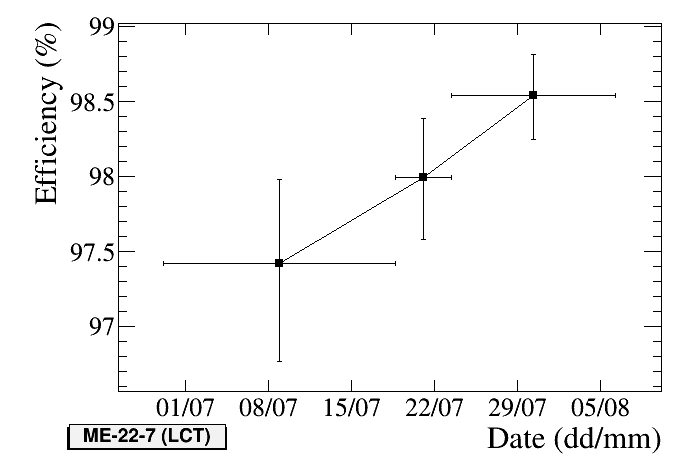 Efficiency (%)
99
98.5
98
97.5
97
01/07 08/07 15/07 22/07 29/07 05/08
ME-22-7 (LCT)
Date (dd/mm)